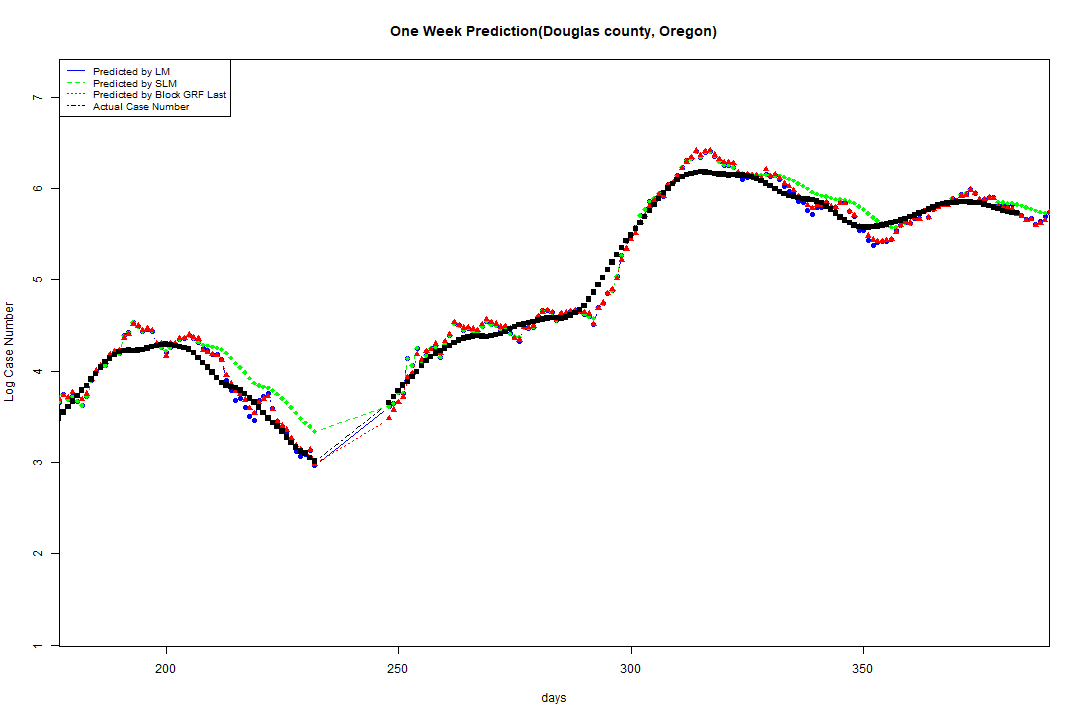 One Week Prediction(Douglas county, Oregon)
Predicted by LM
Predicted by SLM
Predicted by Block GRF Last
Actual Case Number
7
6
5
4
3
2
1
Log Case Number
200 250 300 350
days